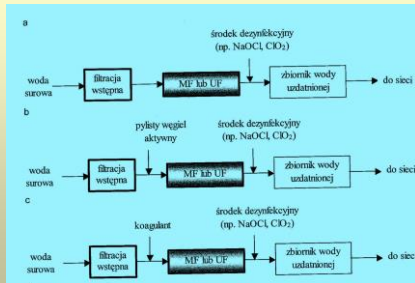 a
środek dezynfekcyjny
(np. NaOCl, ClO₂)
woda
surowa
filtracja
wstępna
MF lub UF
zbiornik wody
uzdatnionej
do sieci
b
pylisty węgiel
aktywny
środek dezynfekcyjny
(np. NaOCl, ClO₂)
woda
surowa
filtracja
wstępna
MF lub UF
zbiornik wody
uzdatnionej
do sieci
c
koagulant
środek dezynfekcyjny
(np. NaOCl, ClO₂)
woda
surowa
filtracja
wstępna
MF lub UF
zbiornik wody
uzdatnionej
do sieci